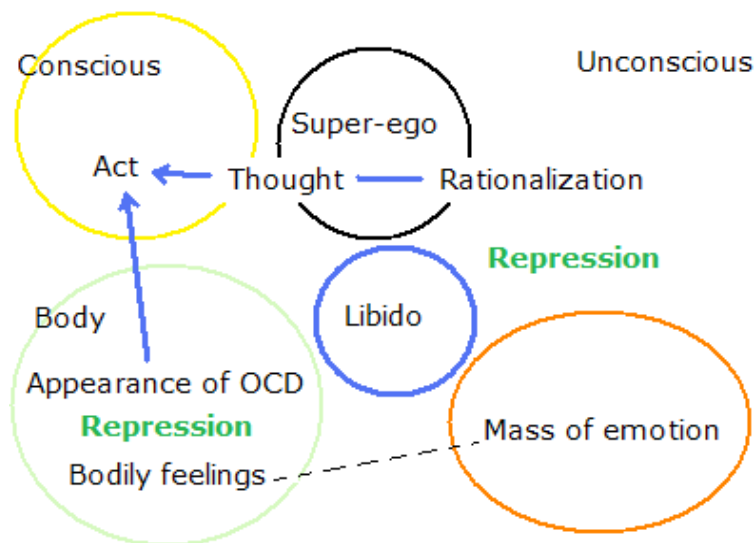 Conscious
Unconscious
Super-ego
Act
Thought
Rationalization
Repression
Body
Libido
Appearance of OCD
Repression
Mass of emotion
Bodily feelings